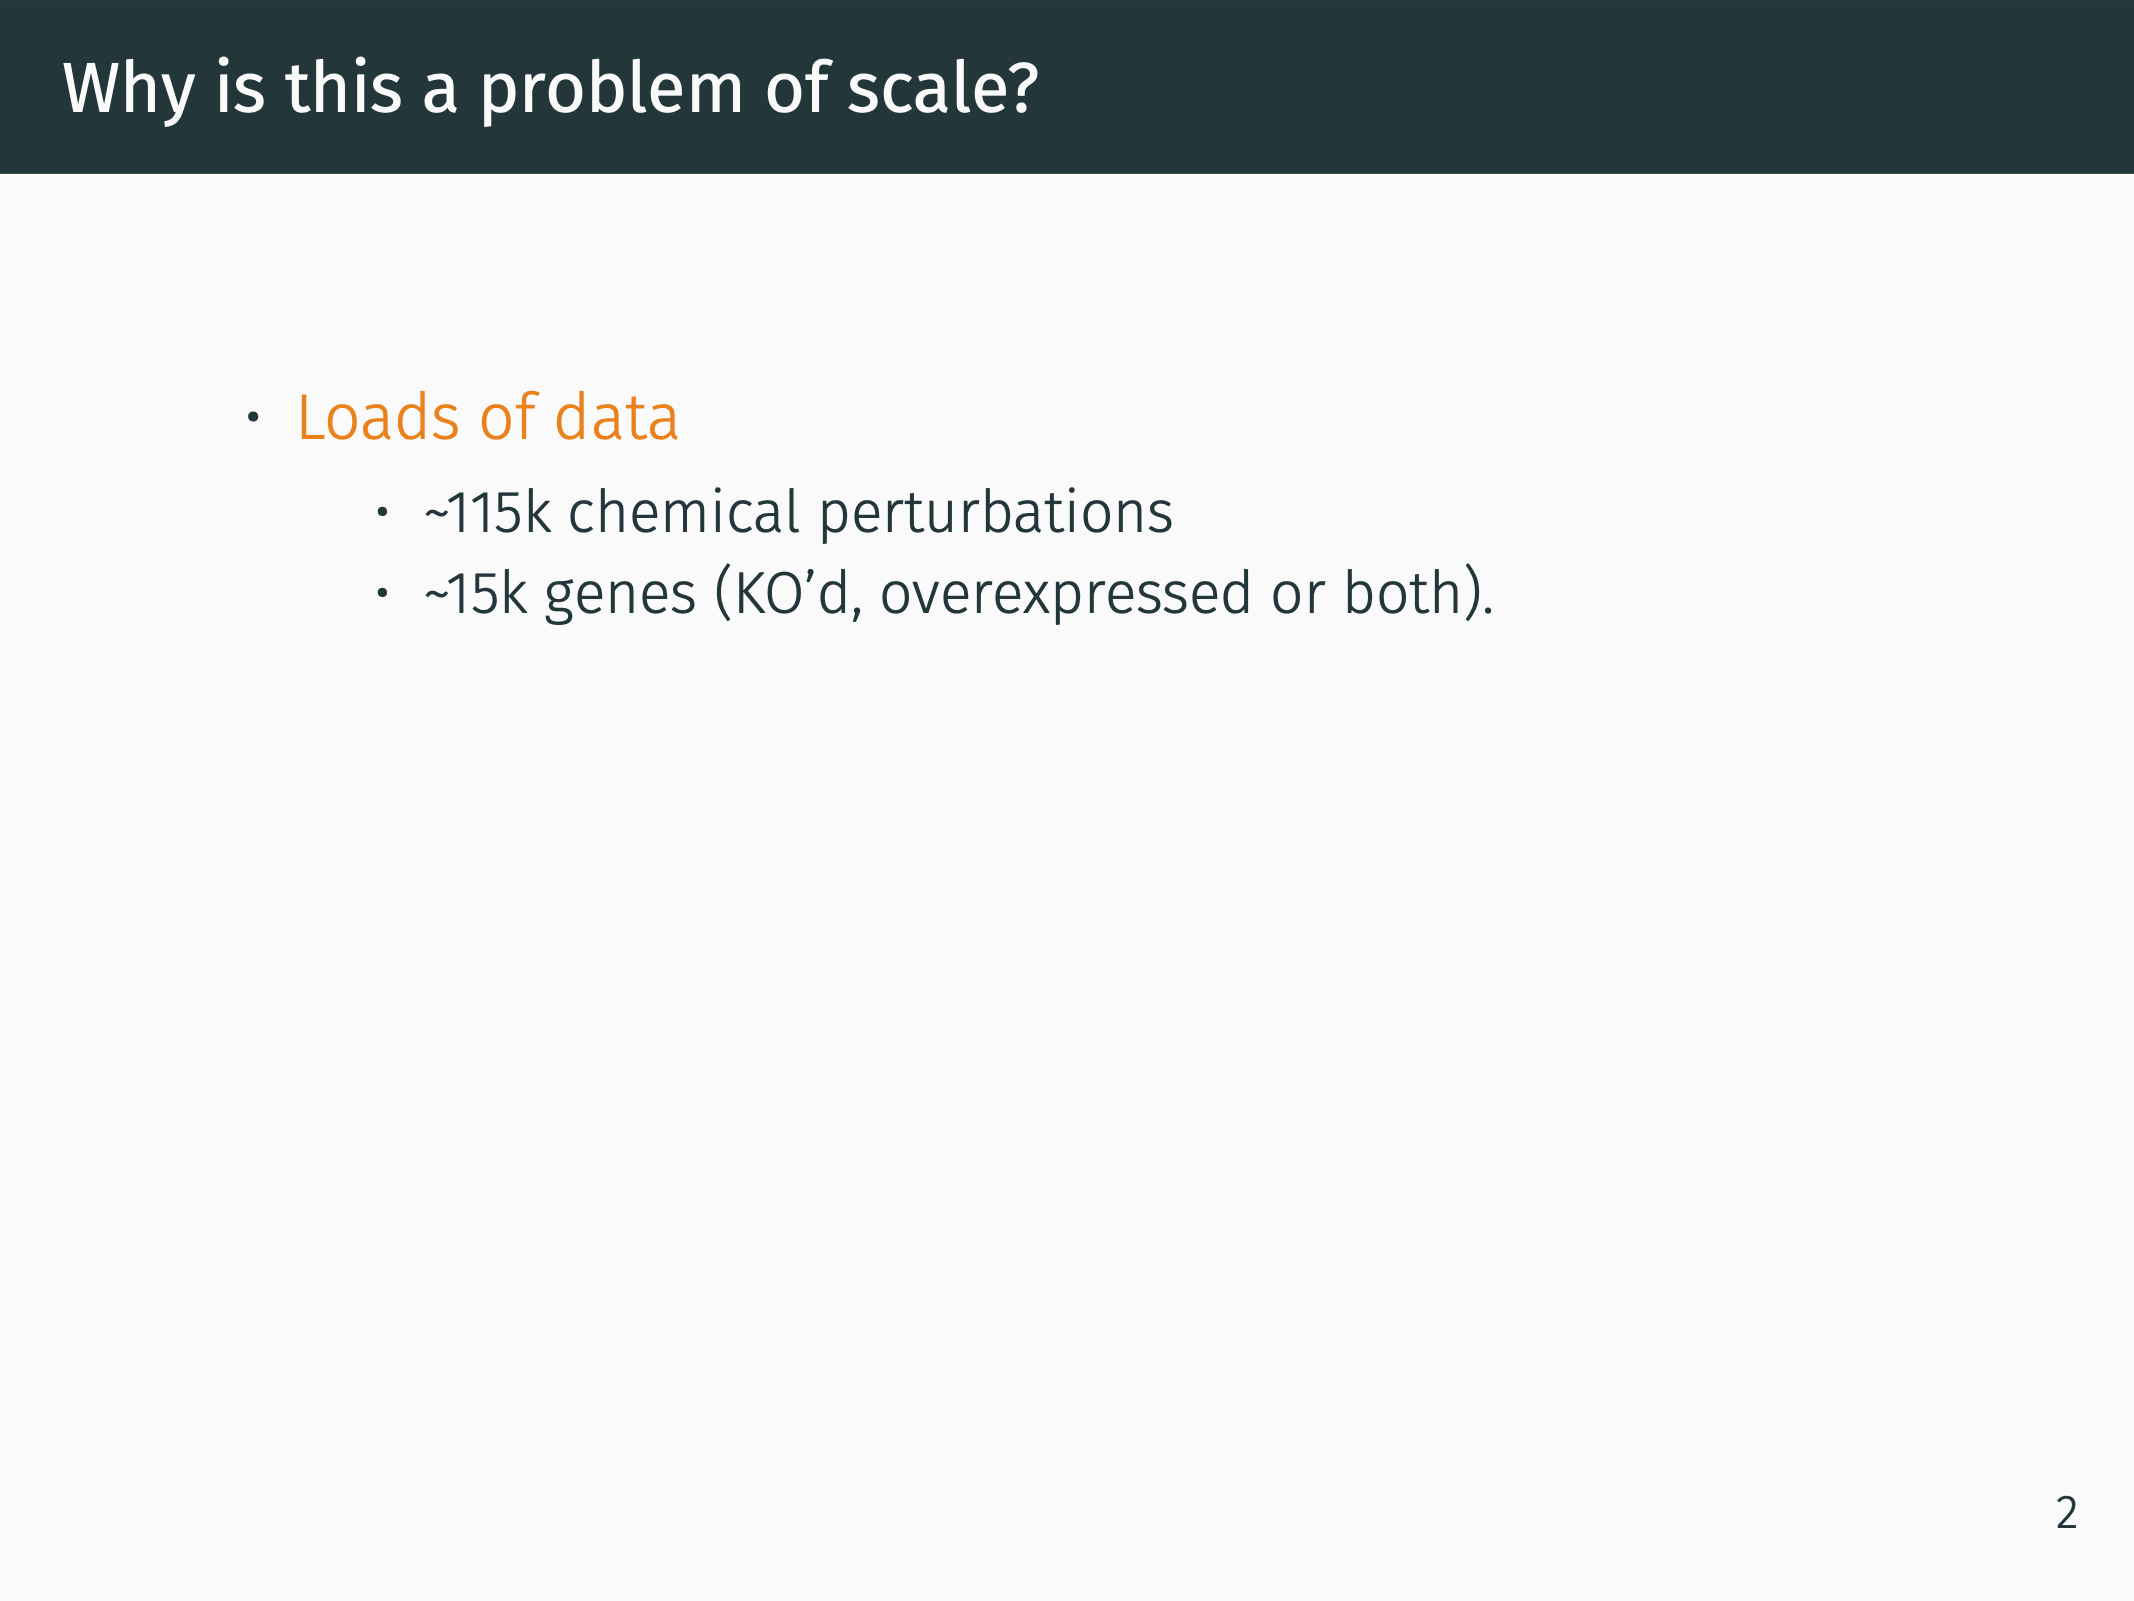 Why is this a problem of scale?
• Loads of data
• ~115k chemical perturbations
• ~15k genes (KO’d, overexpressed or both).
2